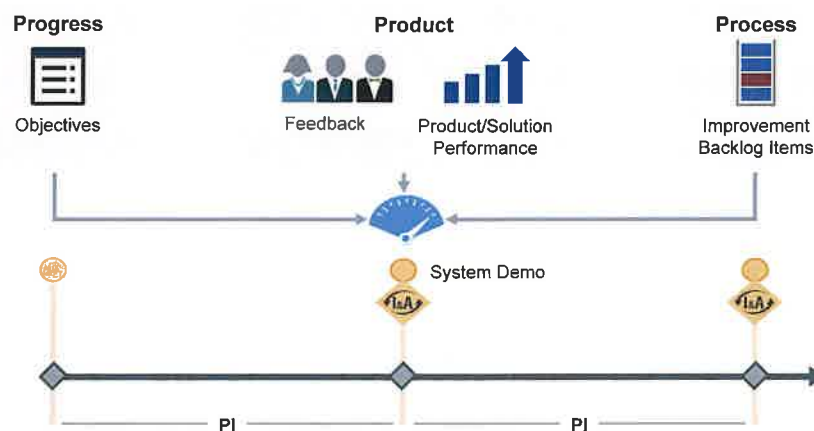 Progress
Product
Process
Objectives
Feedback
Product/Solution
Performance
Improvement
Backlog Items
System Demo
I&A
I&A
PI
PI